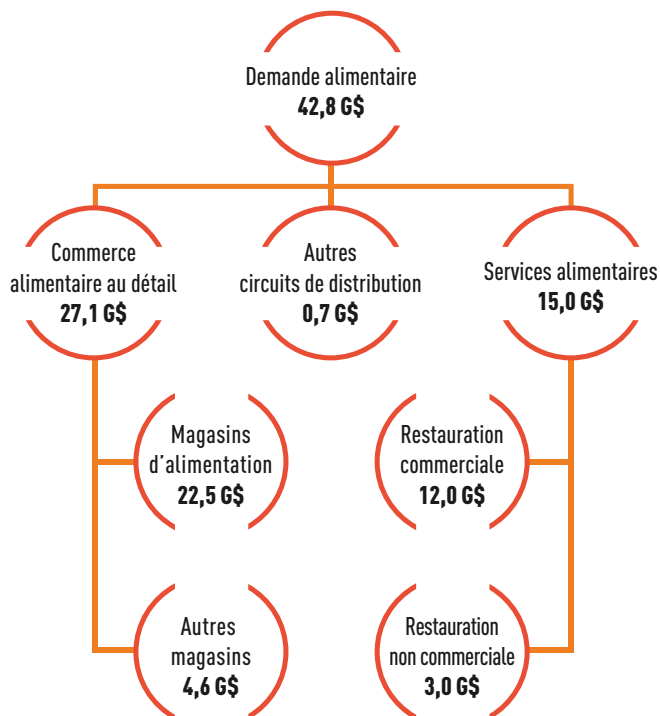 Demande alimentaire
42,8 G$
Commerce
alimentaire au détail
27,1 G$
Autres
circuits de distribution
0,7 G$
Services alimentaires
15,0 G$
Magasins
d’alimentation
22,5 G$
Restauration
commerciale
12,0 G$
Autres
magasins
4,6 G$
Restauration
non commerciale
3,0 G$